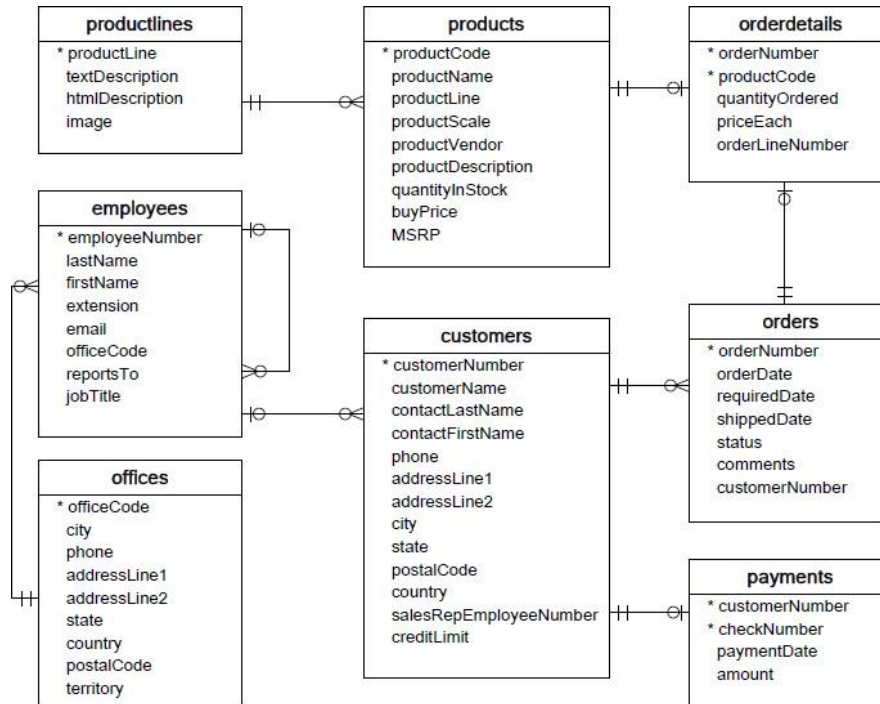 productlines
* productLine
textDescription
htmlDescription
image
products
* productCode
productName
productLine
productScale
productVendor
productDescription
quantityInStock
buyPrice
MSRP
orderdetails
* orderNumber
* productCode
quantityOrdered
priceEach
orderLineNumber
employees
* employeeNumber
lastName
firstName
extension
email
officeCode
reportsTo
jobTitle
customers
* customerNumber
customerName
contactLastName
contactFirstName
phone
addressLine1
addressLine2
city
state
postalCode
country
salesRepEmployeeNumber
creditLimit
orders
* orderNumber
orderDate
requiredDate
shippedDate
status
comments
customerNumber
offices
* officeCode
city
phone
addressLine1
addressLine2
state
country
postalCode
territory
payments
* customerNumber
* checkNumber
paymentDate
amount